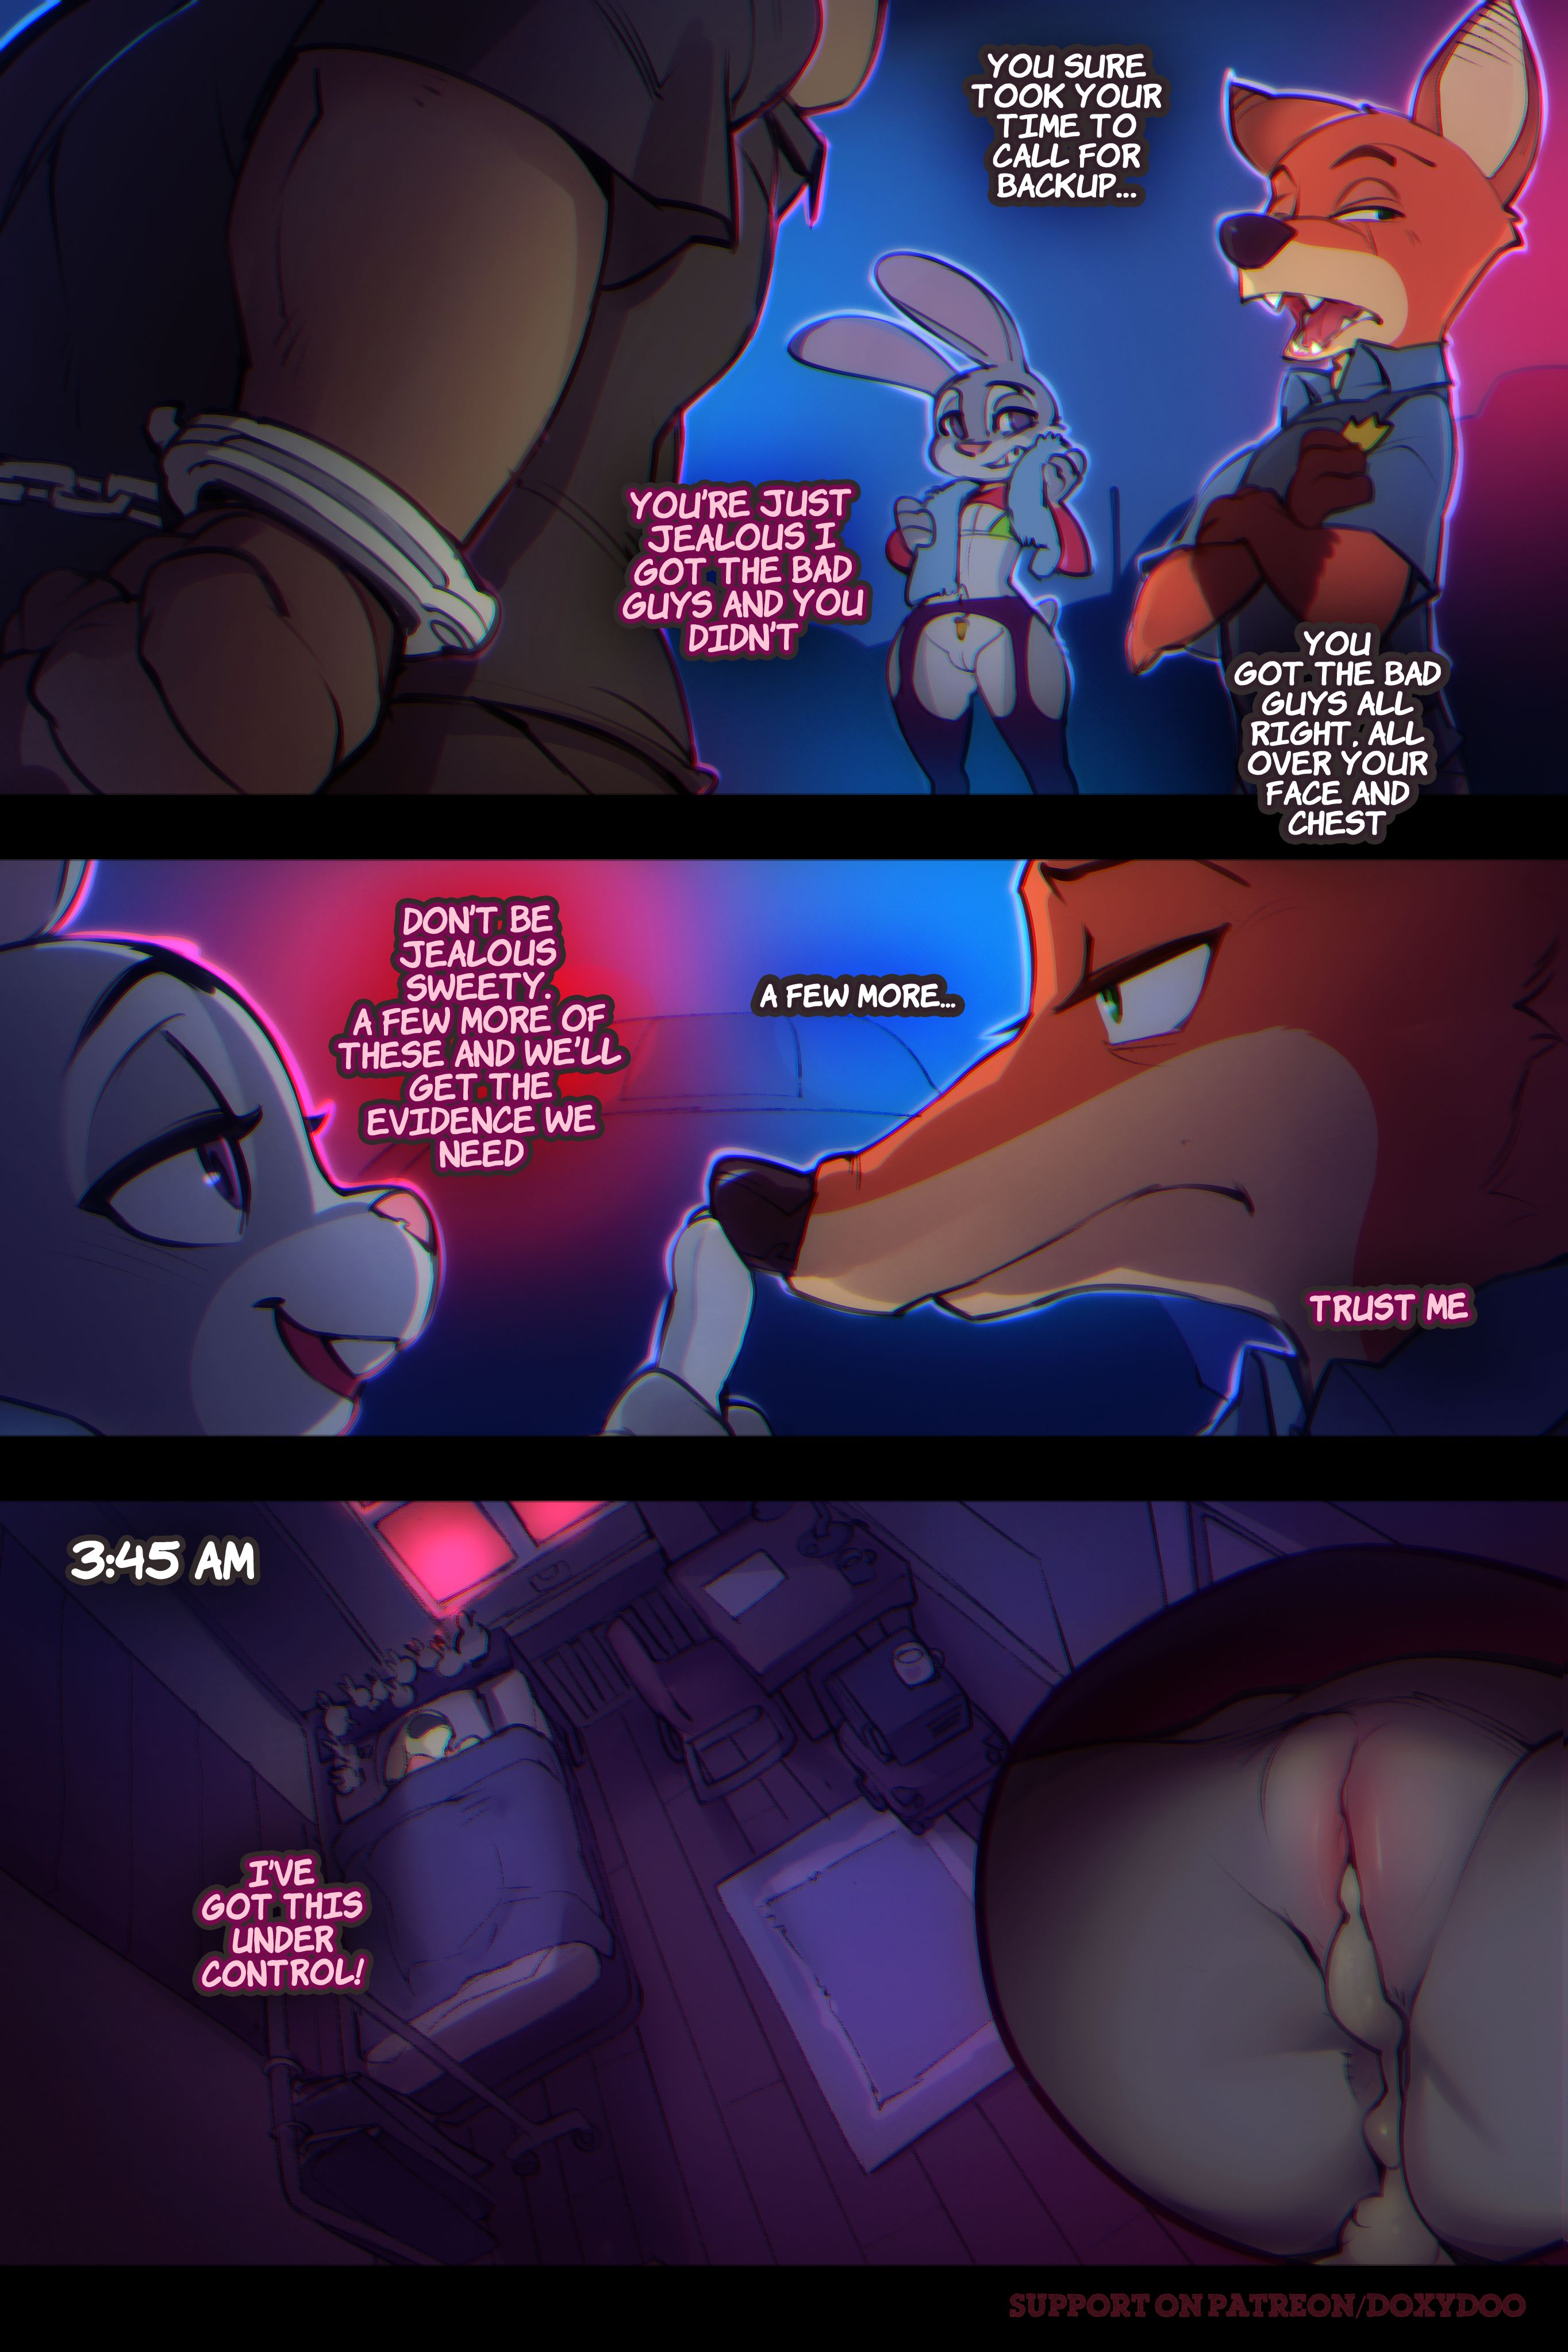 YOU SURE
TOOK YOUR
TIME TO
CALL FOR
BACKUP...
YOU'RE JUST
JEALOUS I
GOT THE BAD
GUYS AND YOU
DIDN'T
YOU
GOT THE BAD
GUYS ALL
RIGHT, ALL
OVER YOUR
FACE AND
CHEST
DON'T BE
JEALOUS
SWEETY.
A FEW MORE OF
THESE AND WE'LL
GET THE
EVIDENCE WE
NEED
A FEW MORE...
TRUST ME
3:45 AM
I'VE
GOT THIS
UNDER
CONTROL!
SUPPORT ON PATREON/DOXYDOO